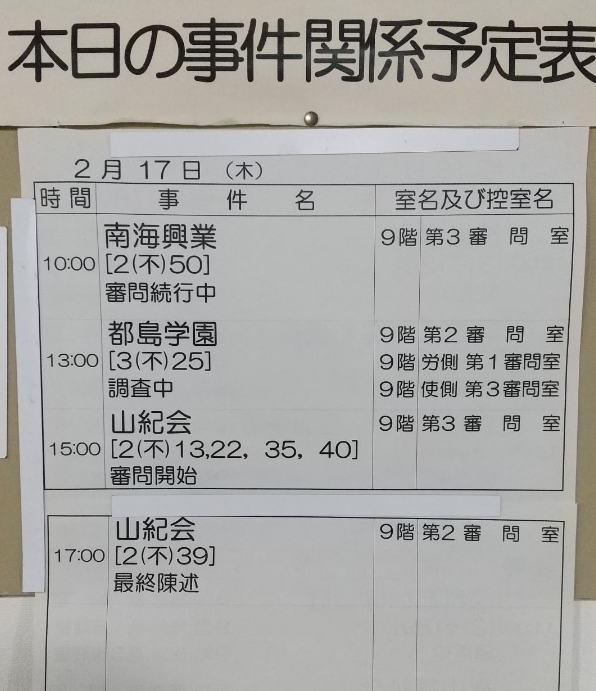 本日の事件関係予定表
2月17日（木）
時間 事件名 室名及び控室名
南海興業 9階 第3審問室
10:00 [2(不)50]
審問続行中
都島学園 9階 第2審問室
13:00 [3(不)25] 9階 労側 第1審問室
調査中 9階 使側 第3審問室
山紀会 9階 第3審問室
15:00 [2(不)13,22, 35, 40]
審問開始
山紀会 9階 第2審問室
17:00 [2(不)39]
最終陳述